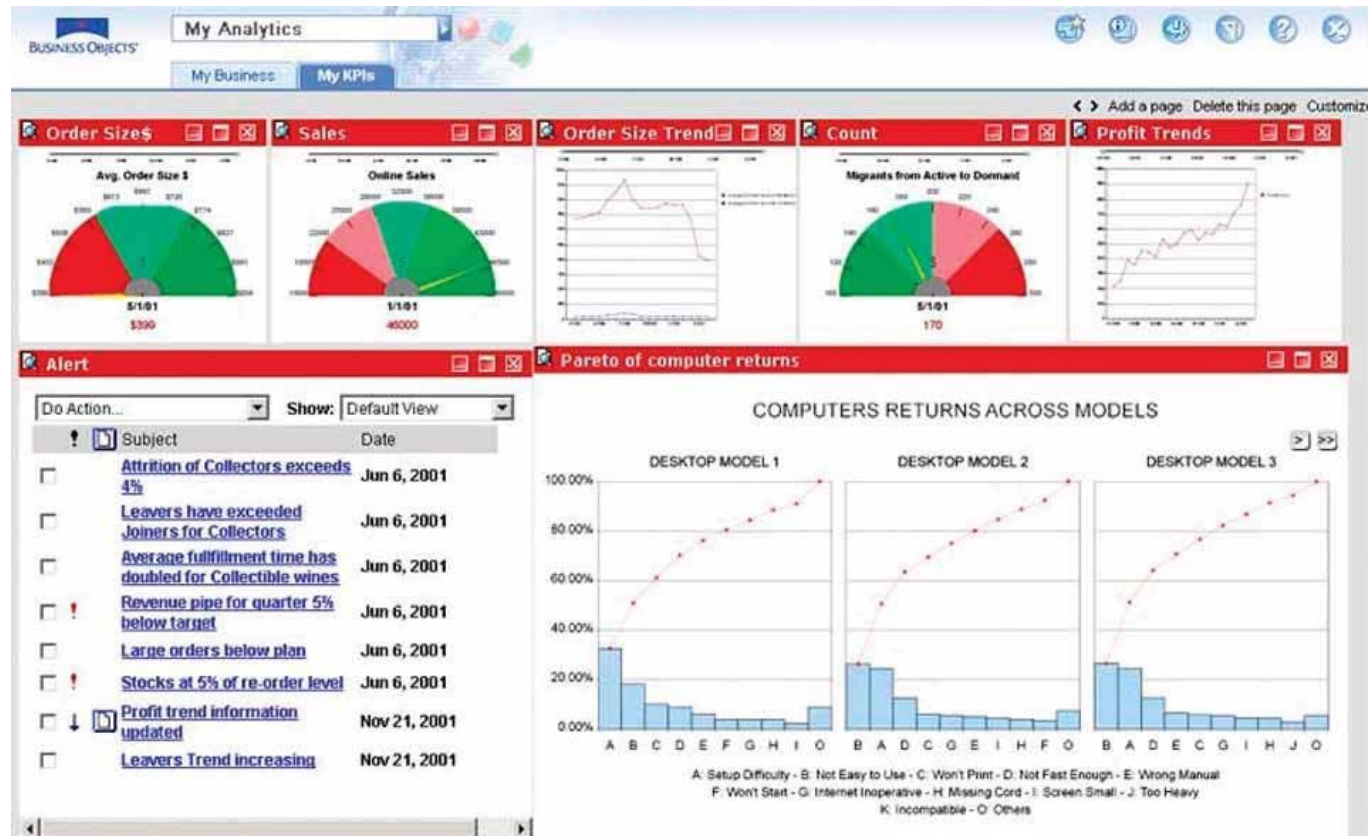 BUSINESS OBJECTS
My Analytics
My Business
My KPIs
< > Add a page Delete this page Customize
Order Size$
Sales
Order Size Trend
Count
Profit Trends
Avg. Order Size $
5/1/01
$399
Online Sales
1/1/01
46000
Migrants from Active to Dormant
5/1/01
170
Alert
Do Action...
Show: Default View
! Subject Date
Attrition of Collectors exceeds
4%
Jun 6, 2001
Leavers have exceeded
Joiners for Collectors
Jun 6, 2001
Average fullfillment time has
doubled for Collectible wines
Jun 6, 2001
! Revenue pipe for quarter 5%
below target
Jun 6, 2001
Large orders below plan Jun 6, 2001
! Stocks at 5% of re-order level Jun 6, 2001
Profit trend information
updated
Nov 21, 2001
Leavers Trend increasing Nov 21, 2001
Pareto of computer returns
COMPUTERS RETURNS ACROSS MODELS
> >>
DESKTOP MODEL 1
DESKTOP MODEL 2
DESKTOP MODEL 3
100.00%
80.00%
60.00%
40.00%
20.00%
0.00%
A B C D E F G H I O
B A D C G E I H F O
B A D E C G I H J O
A: Setup Difficulty - B: Not Easy to Use - C: Won't Print - D: Not Fast Enough - E: Wrong Manual
F: Won't Start - G: Internet Inoperative - H: Missing Cord - I: Screen Small - J: Too Heavy
K: Incompatible - O: Others